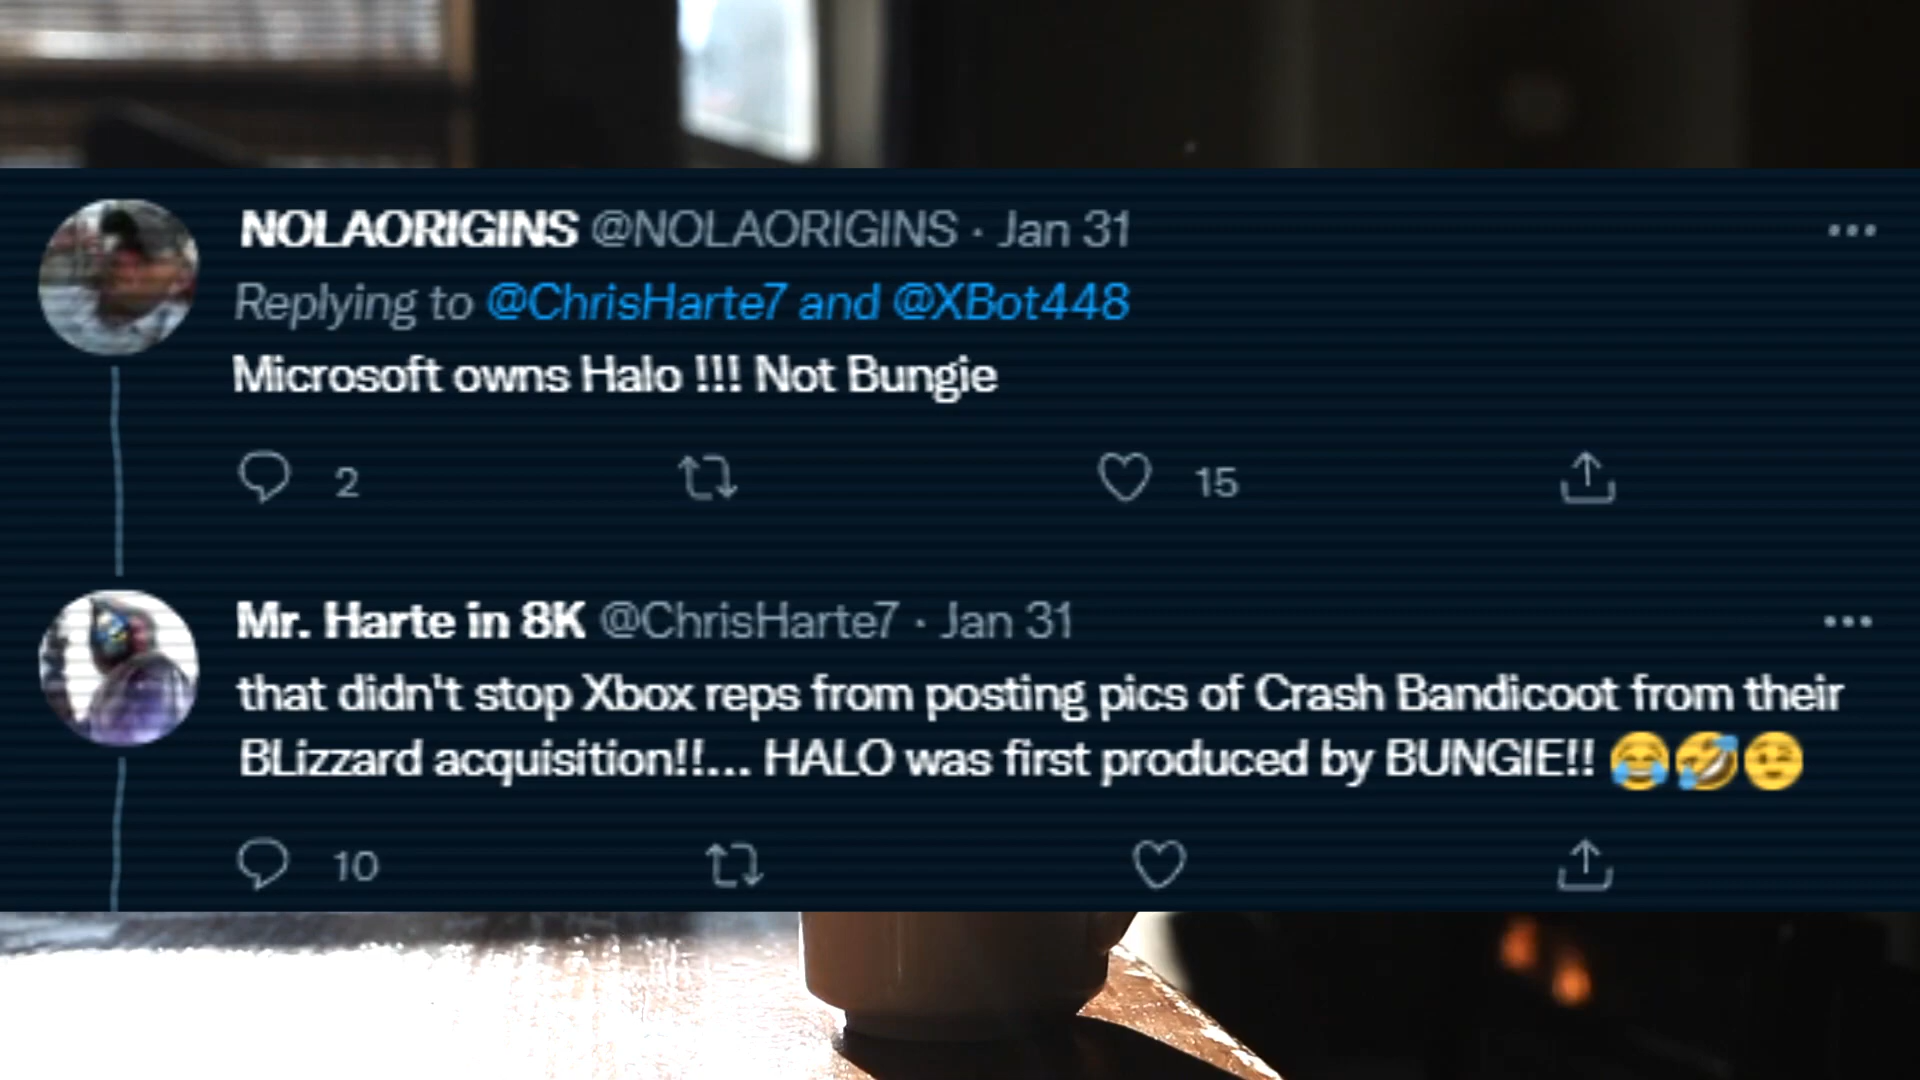 NOLAORIGINS @NOLAORIGINS · Jan 31
Replying to @ChrisHarte7 and @XBot448
Microsoft owns Halo !!! Not Bungie
2 15
Mr. Harte in 8K @ChrisHarte7 · Jan 31
that didn't stop Xbox reps from posting pics of Crash Bandicoot from their
BLizzard acquisition!!... HALO was first produced by BUNGIE!! 😂🤣😉
10